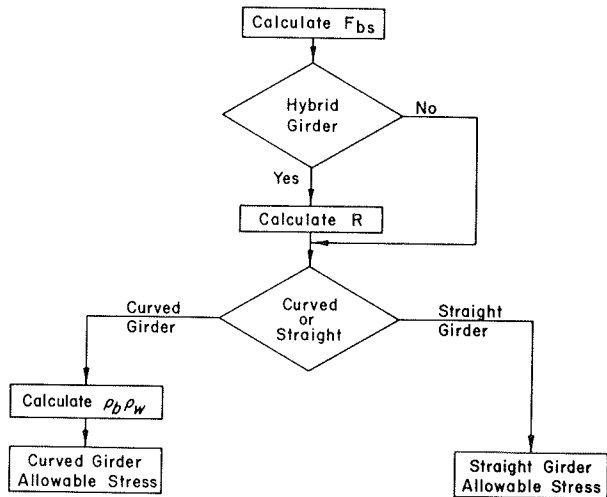 Calculate F_bs
Hybrid
Girder
No
Yes
Calculate R
Curved
Girder
Curved
or
Straight
Straight
Girder
Calculate ρ_b ρ_w
Curved Girder
Allowable Stress
Straight Girder
Allowable Stress